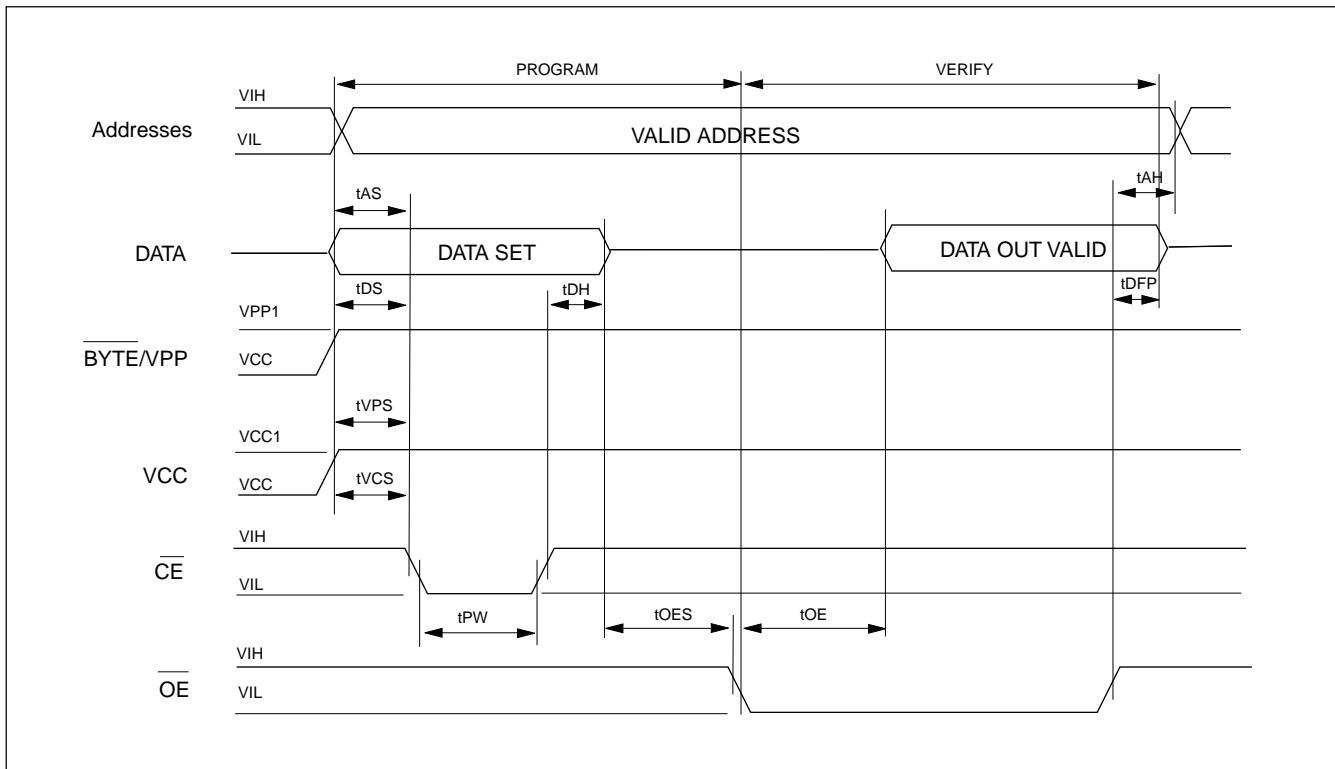 PROGRAM VERIFY
VIH
Addresses
VIL
VALID ADDRESS
tAS
tAH
DATA
DATA SET
DATA OUT VALID
tDS
tDH
tDFP
VPP1
BYTE/VPP
VCC
tVPS
VCC1
VCC
VCC
tVCS
VIH
CE
VIL
tPW
tOES
tOE
VIH
OE
VIL